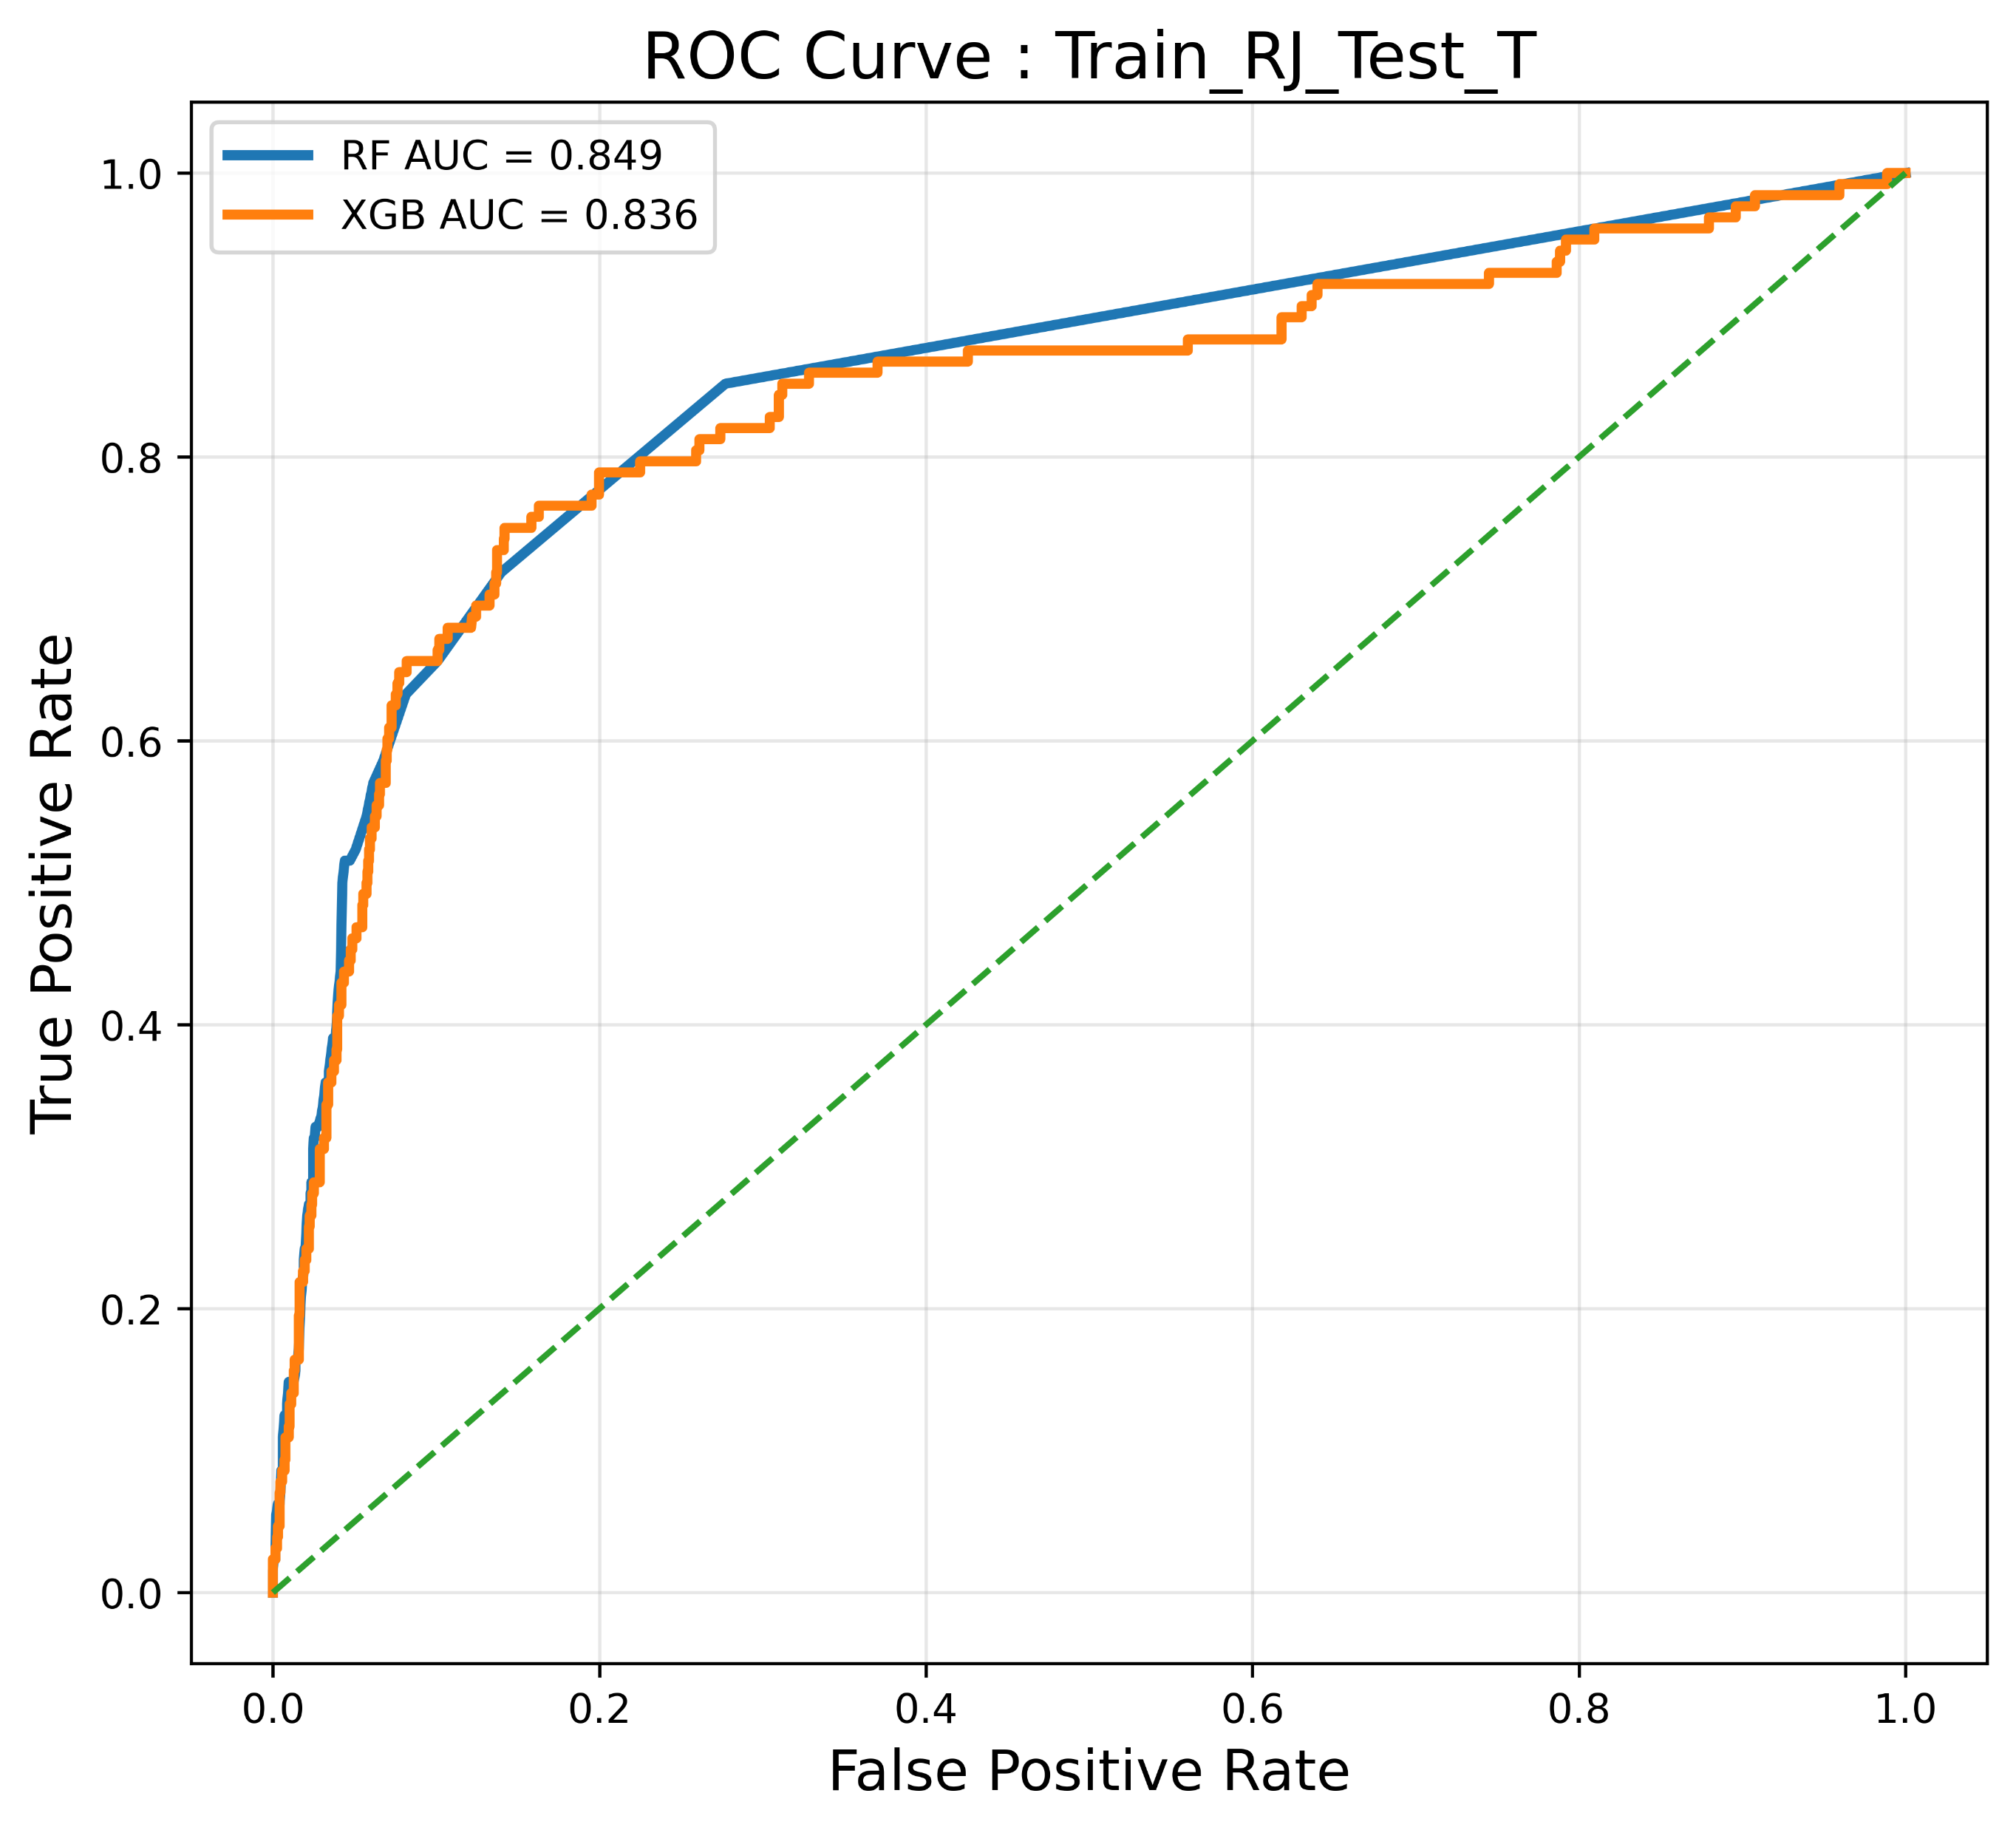 ROC Curve : Train_RJ_Test_T
RF AUC = 0.849
XGB AUC = 0.836
True Positive Rate
1.0
0.8
0.6
0.4
0.2
0.0
0.0 0.2 0.4 0.6 0.8 1.0
False Positive Rate